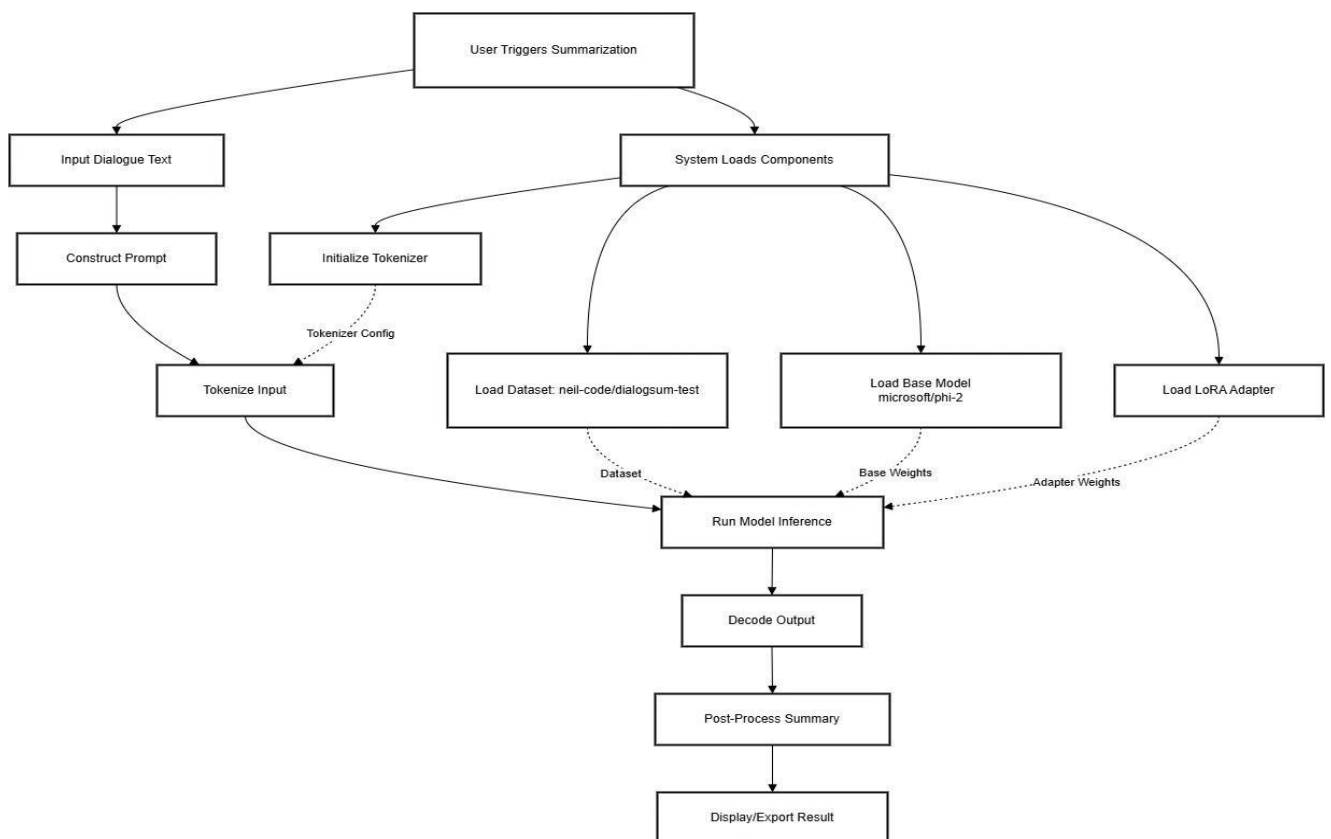 User Triggers Summarization
Input Dialogue Text
System Loads Components
Construct Prompt
Initialize Tokenizer
Tokenizer Config
Tokenize Input
Load Dataset: neil-code/dialogsum-test
Load Base Model
microsoft/phi-2
Load LoRA Adapter
Dataset
Base Weights
Adapter Weights
Run Model Inference
Decode Output
Post-Process Summary
Display/Export Result